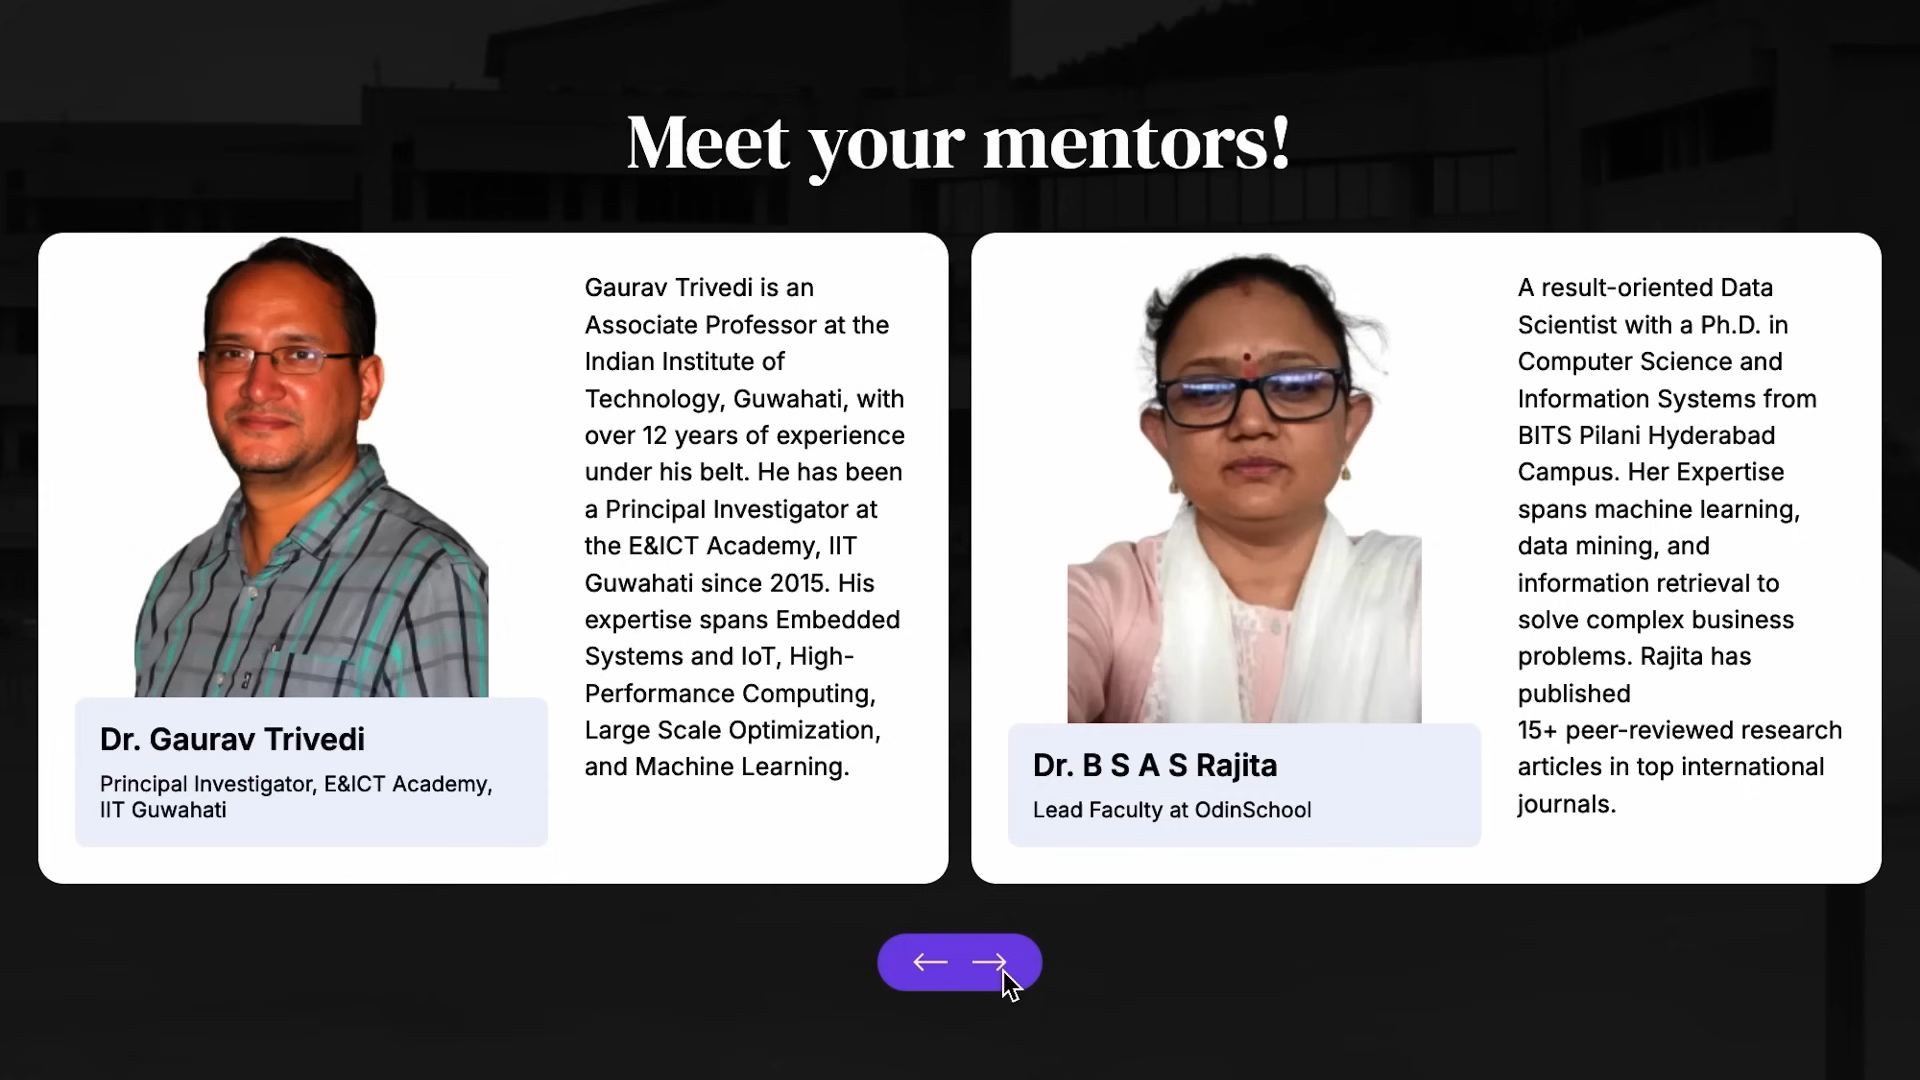 Meet your mentors!
Gaurav Trivedi is an
Associate Professor at the
Indian Institute of
Technology, Guwahati, with
over 12 years of experience
under his belt. He has been
a Principal Investigator at
the E&ICT Academy, IIT
Guwahati since 2015. His
expertise spans Embedded
Systems and IoT, High-
Performance Computing,
Large Scale Optimization,
and Machine Learning.
Dr. Gaurav Trivedi
Principal Investigator, E&ICT Academy,
IIT Guwahati
A result-oriented Data
Scientist with a Ph.D. in
Computer Science and
Information Systems from
BITS Pilani Hyderabad
Campus. Her Expertise
spans machine learning,
data mining, and
information retrieval to
solve complex business
problems. Rajita has
published
15+ peer-reviewed research
articles in top international
journals.
Dr. B S A S Rajita
Lead Faculty at OdinSchool